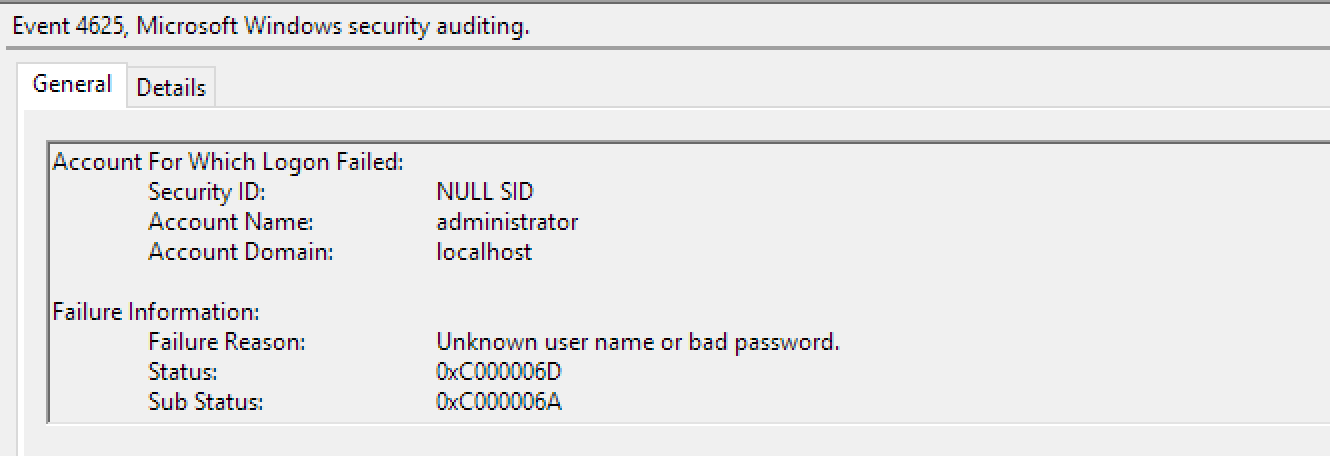 Event 4625, Microsoft Windows security auditing.
General Details
Account For Which Logon Failed:
Security ID: NULL SID
Account Name: administrator
Account Domain: localhost
Failure Information:
Failure Reason: Unknown user name or bad password.
Status: 0xC000006D
Sub Status: 0xC000006A